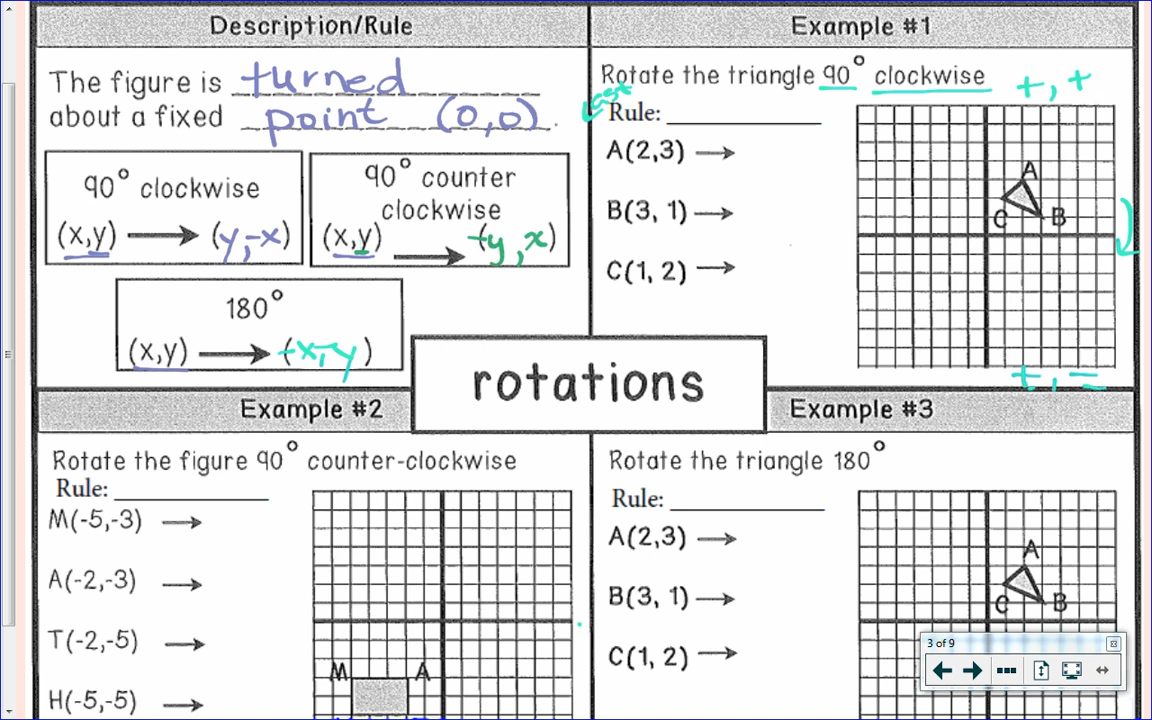 Description/Rule
The figure is turned
about a fixed point (0,0).
90° clockwise
(x,y) → (y,-x)
90° counter
clockwise
(x,y) → (-y,x)
180°
(x,y) → (-x,-y)
Example #1
Rotate the triangle 90° clockwise
+, +
Rule: ____________
A(2,3) →
B(3, 1) →
C(1, 2) →
A
C B
+, -
rotations
Example #2
Rotate the figure 90° counter-clockwise
Rule: ____________
M(-5,-3) →
A(-2,-3) →
T(-2,-5) →
H(-5,-5) →
M A
Example #3
Rotate the triangle 180°
Rule: ____________
A(2,3) →
B(3, 1) →
C(1, 2) →
A
C B
3 of 9